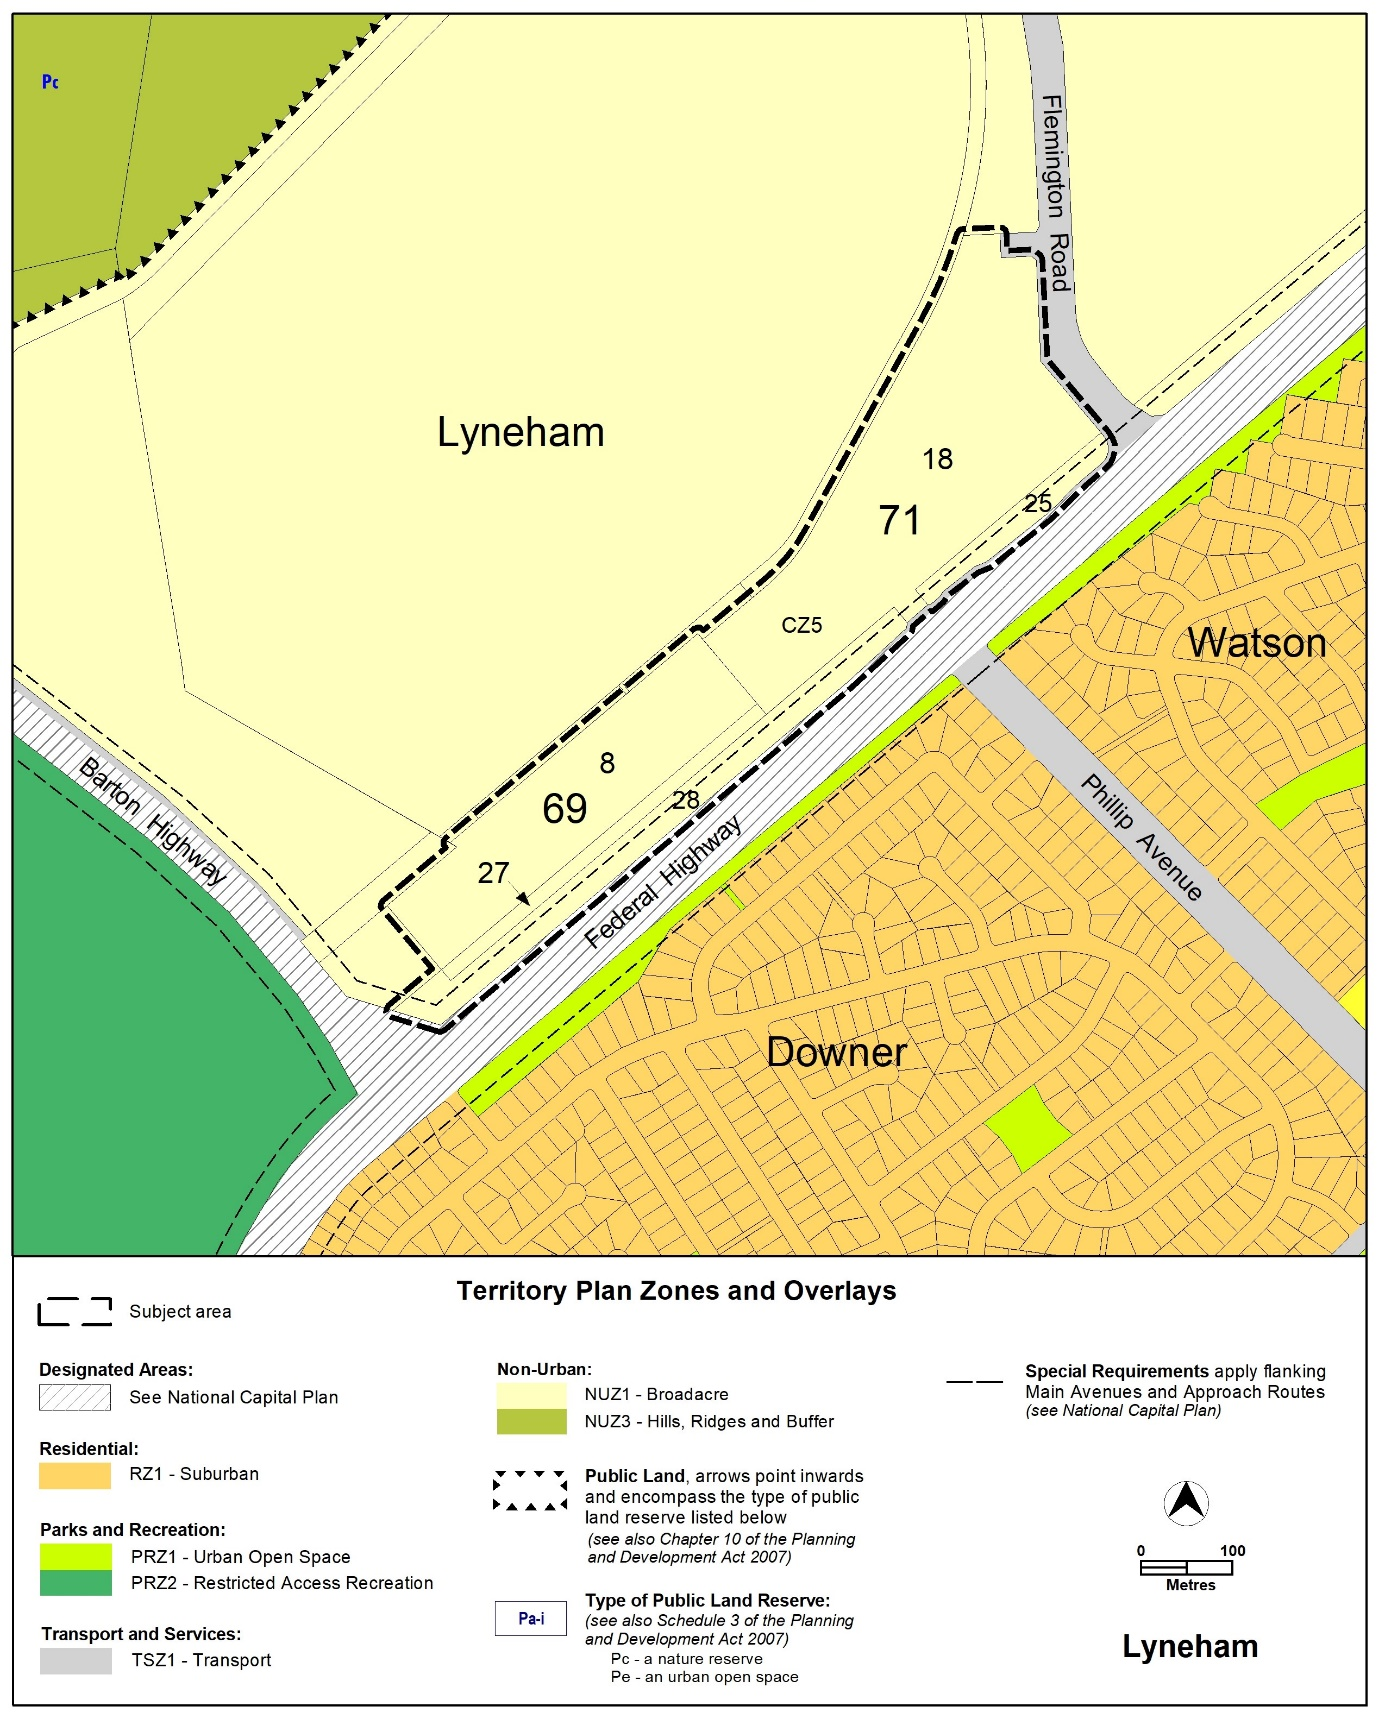 Pc
Flemington Road
Lyneham
18
71
25
CZ5
Watson
8
69
28
27
Barton Highway
Federal Highway
Phillip Avenue
Downer
Territory Plan Zones and Overlays
Subject area
Designated Areas:
See National Capital Plan
Residential:
RZ1 - Suburban
Parks and Recreation:
PRZ1 - Urban Open Space
PRZ2 - Restricted Access Recreation
Transport and Services:
TSZ1 - Transport
Non-Urban:
NUZ1 - Broadacre
NUZ3 - Hills, Ridges and Buffer
Public Land, arrows point inwards
and encompass the type of public
land reserve listed below
(see also Chapter 10 of the Planning
and Development Act 2007)
Pa-i
Type of Public Land Reserve:
(see also Schedule 3 of the Planning
and Development Act 2007)
Pc - a nature reserve
Pe - an urban open space
Special Requirements apply flanking
Main Avenues and Approach Routes
(see National Capital Plan)
0 100
Metres
Lyneham